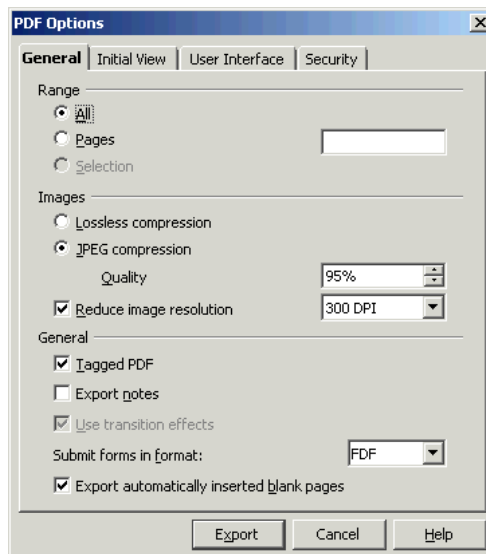 PDF Options
General Initial View User Interface Security
Range
All
Pages
Selection
Images
Lossless compression
JPEG compression
Quality 95%
Reduce image resolution 300 DPI
General
Tagged PDF
Export notes
Use transition effects
Submit forms in format: FDF
Export automatically inserted blank pages
Export Cancel Help